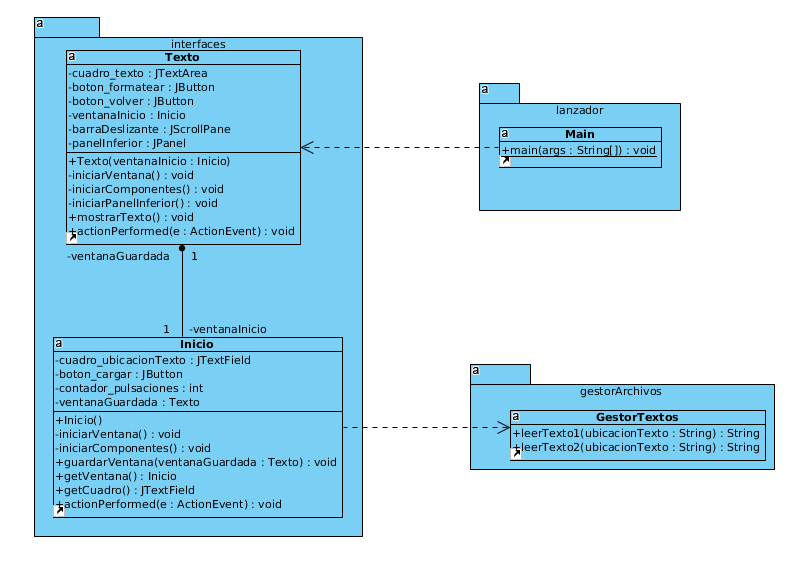 a
interfaces
a
Texto
-cuadro_texto : JTextArea
-boton_formatear : JButton
-boton_volver : JButton
-ventanaInicio : Inicio
-barraDeslizante : JScrollPane
-panelInferior : JPanel
+Texto(ventanaInicio : Inicio)
-iniciarVentana() : void
-iniciarComponentes() : void
-iniciarPanelInferior() : void
+mostrarTexto() : void
+actionPerformed(e : ActionEvent) : void
-ventanaGuardada 1
1 -ventanaInicio
a
Inicio
-cuadro_ubicacionTexto : JTextField
-boton_cargar : JButton
-contador_pulsaciones : int
-ventanaGuardada : Texto
+Inicio()
-iniciarVentana() : void
-iniciarComponentes() : void
+guardarVentana(ventanaGuardada : Texto) : void
+getVentana() : Inicio
+getCuadro() : JTextField
+actionPerformed(e : ActionEvent) : void
a
lanzador
a
Main
+main(args : String[]) : void
a
gestorArchivos
a
GestorTextos
+leerTexto1(ubicacionTexto : String) : String
+leerTexto2(ubicacionTexto : String) : String